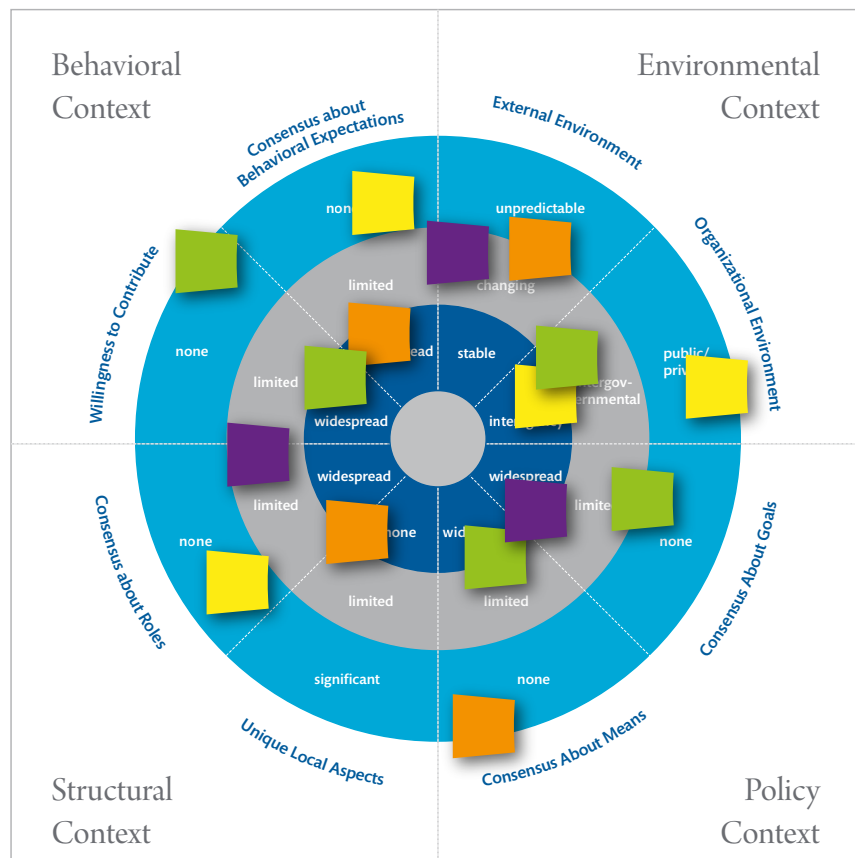 Behavioral
Context
Environmental
Context
Consensus about
Behavioral Expectations
External Environment
Willingness to Contribute
Organizational Environment
unpredictable
limited
changing
none
limited
stable
public/
widespread
widespread
widespread
limited
limited
none
none
limited
limited
significant
none
Consensus about Roles
Consensus About Goals
Unique Local Aspects
Consensus About Means
Structural
Context
Policy
Context